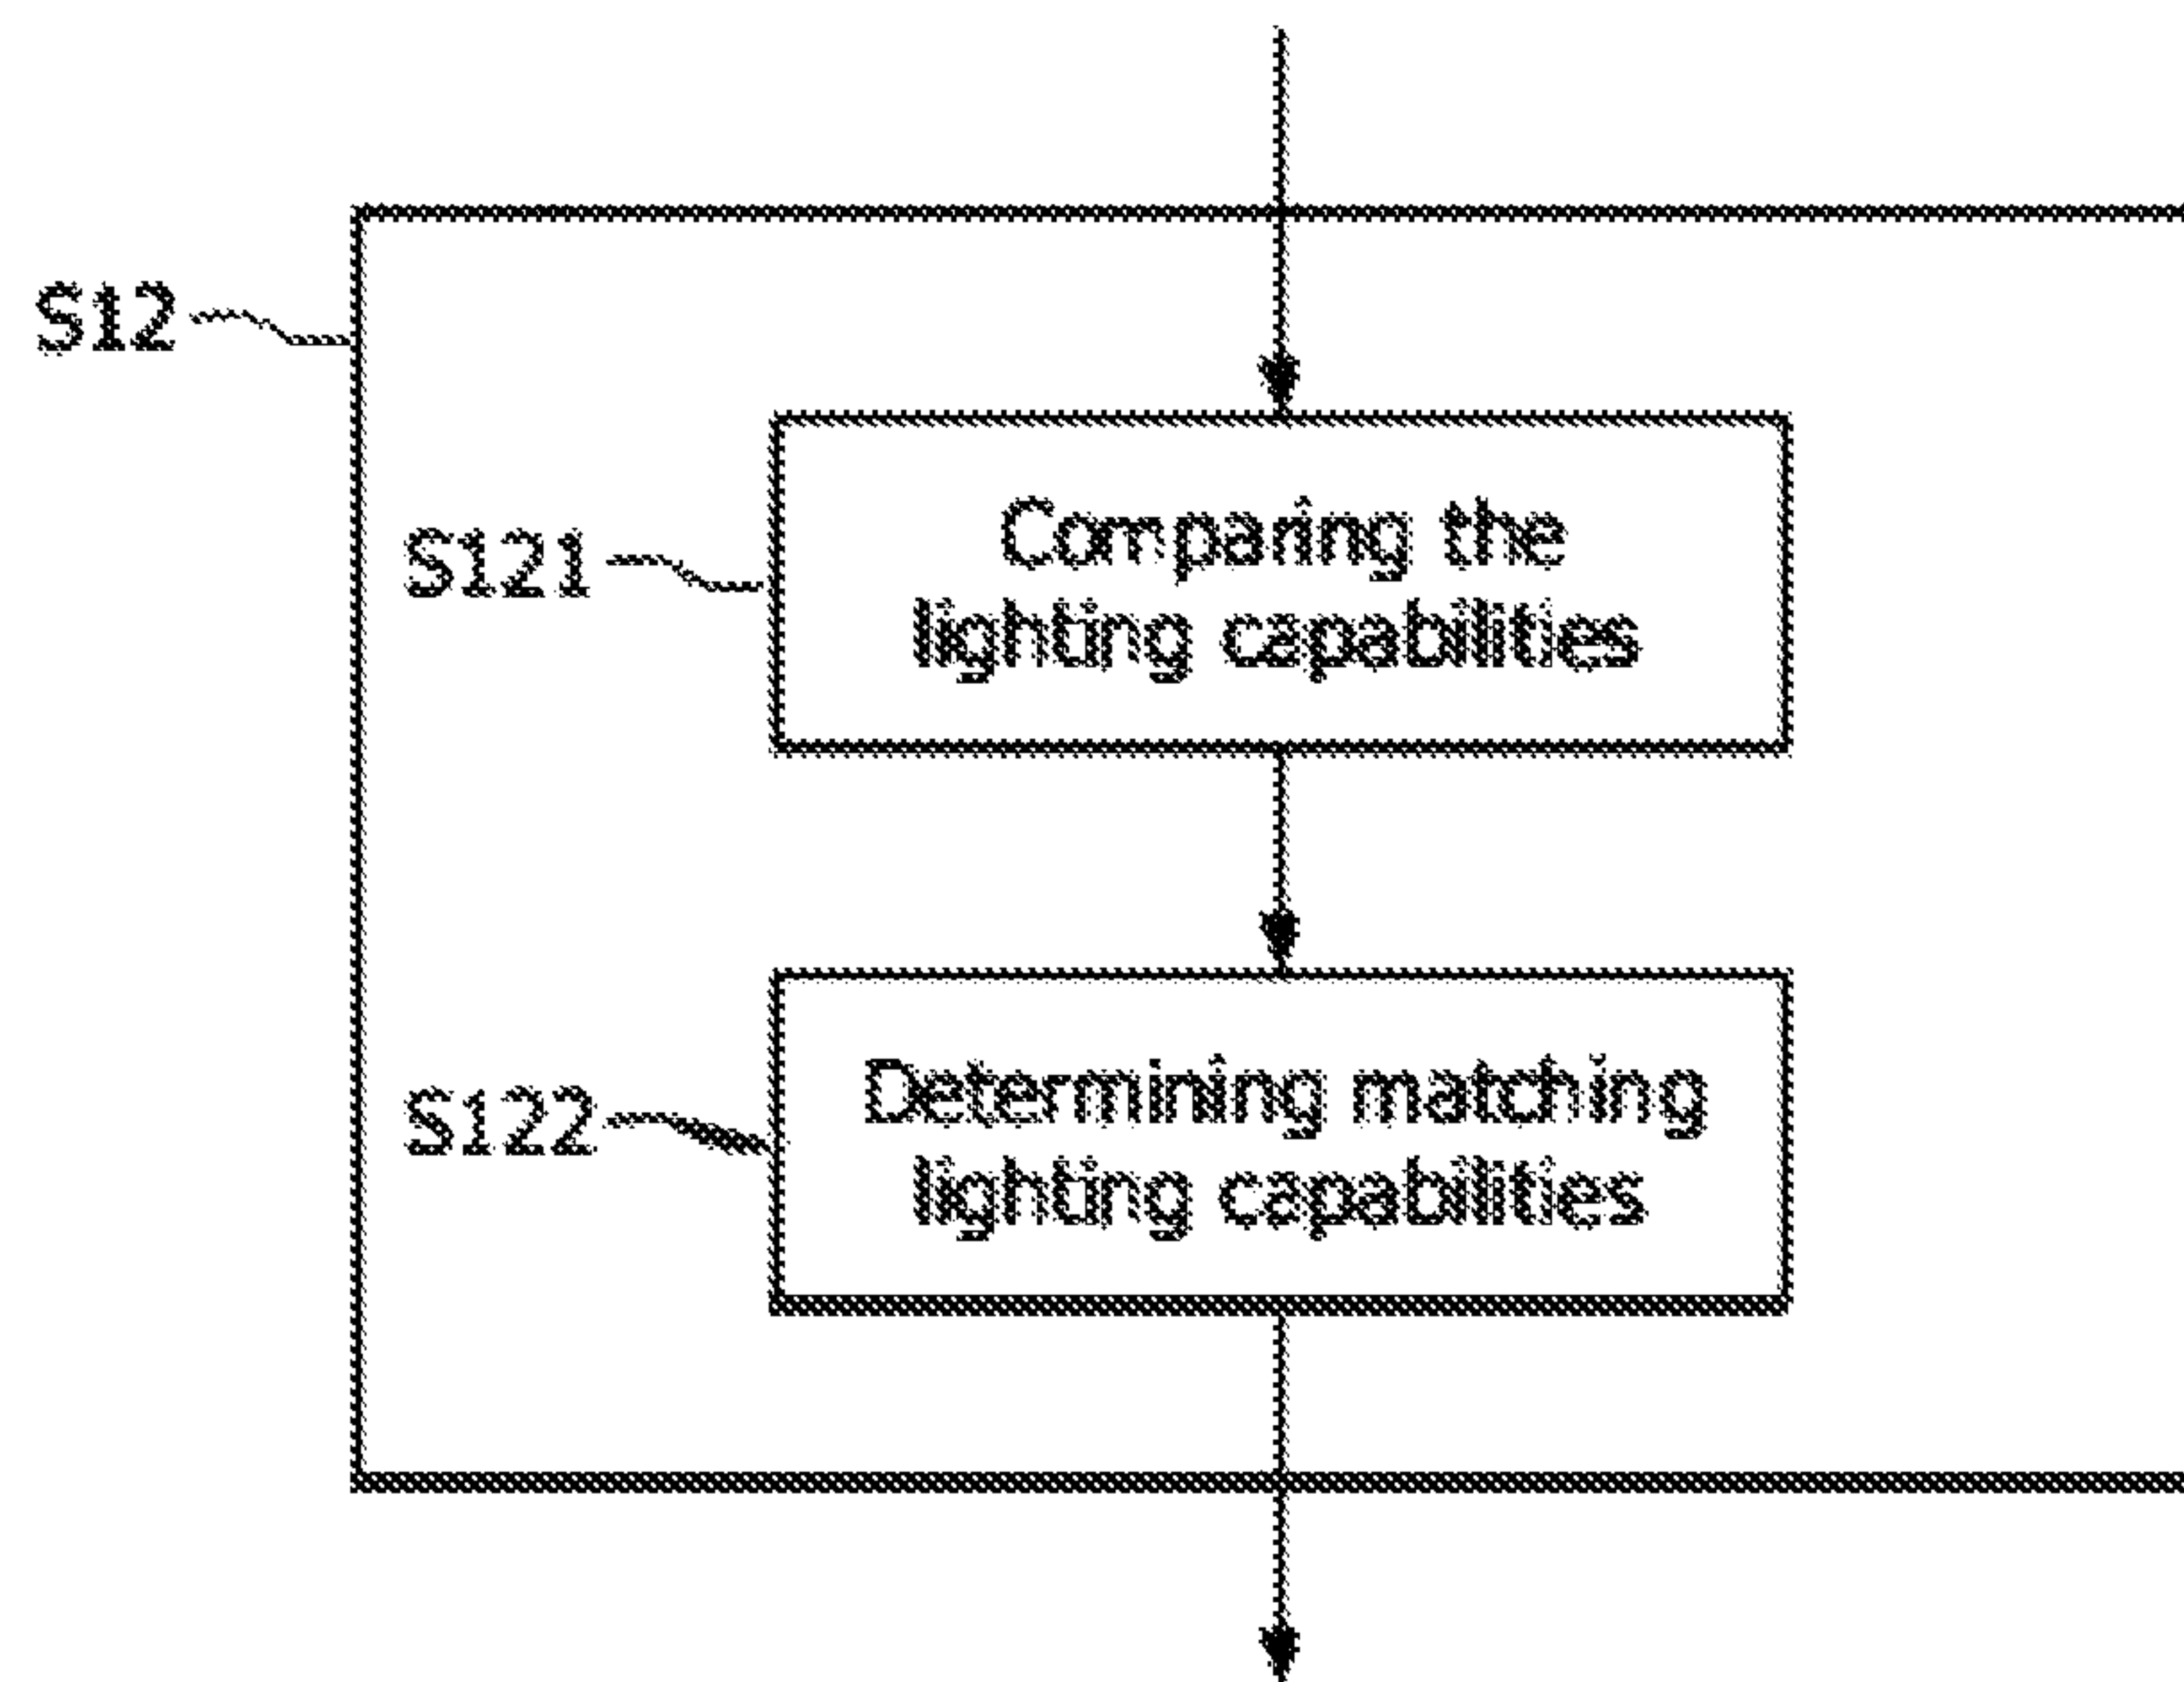 S12
S121
Comparing the
lighting capabilities
S122
Determining matching
lighting capabilities